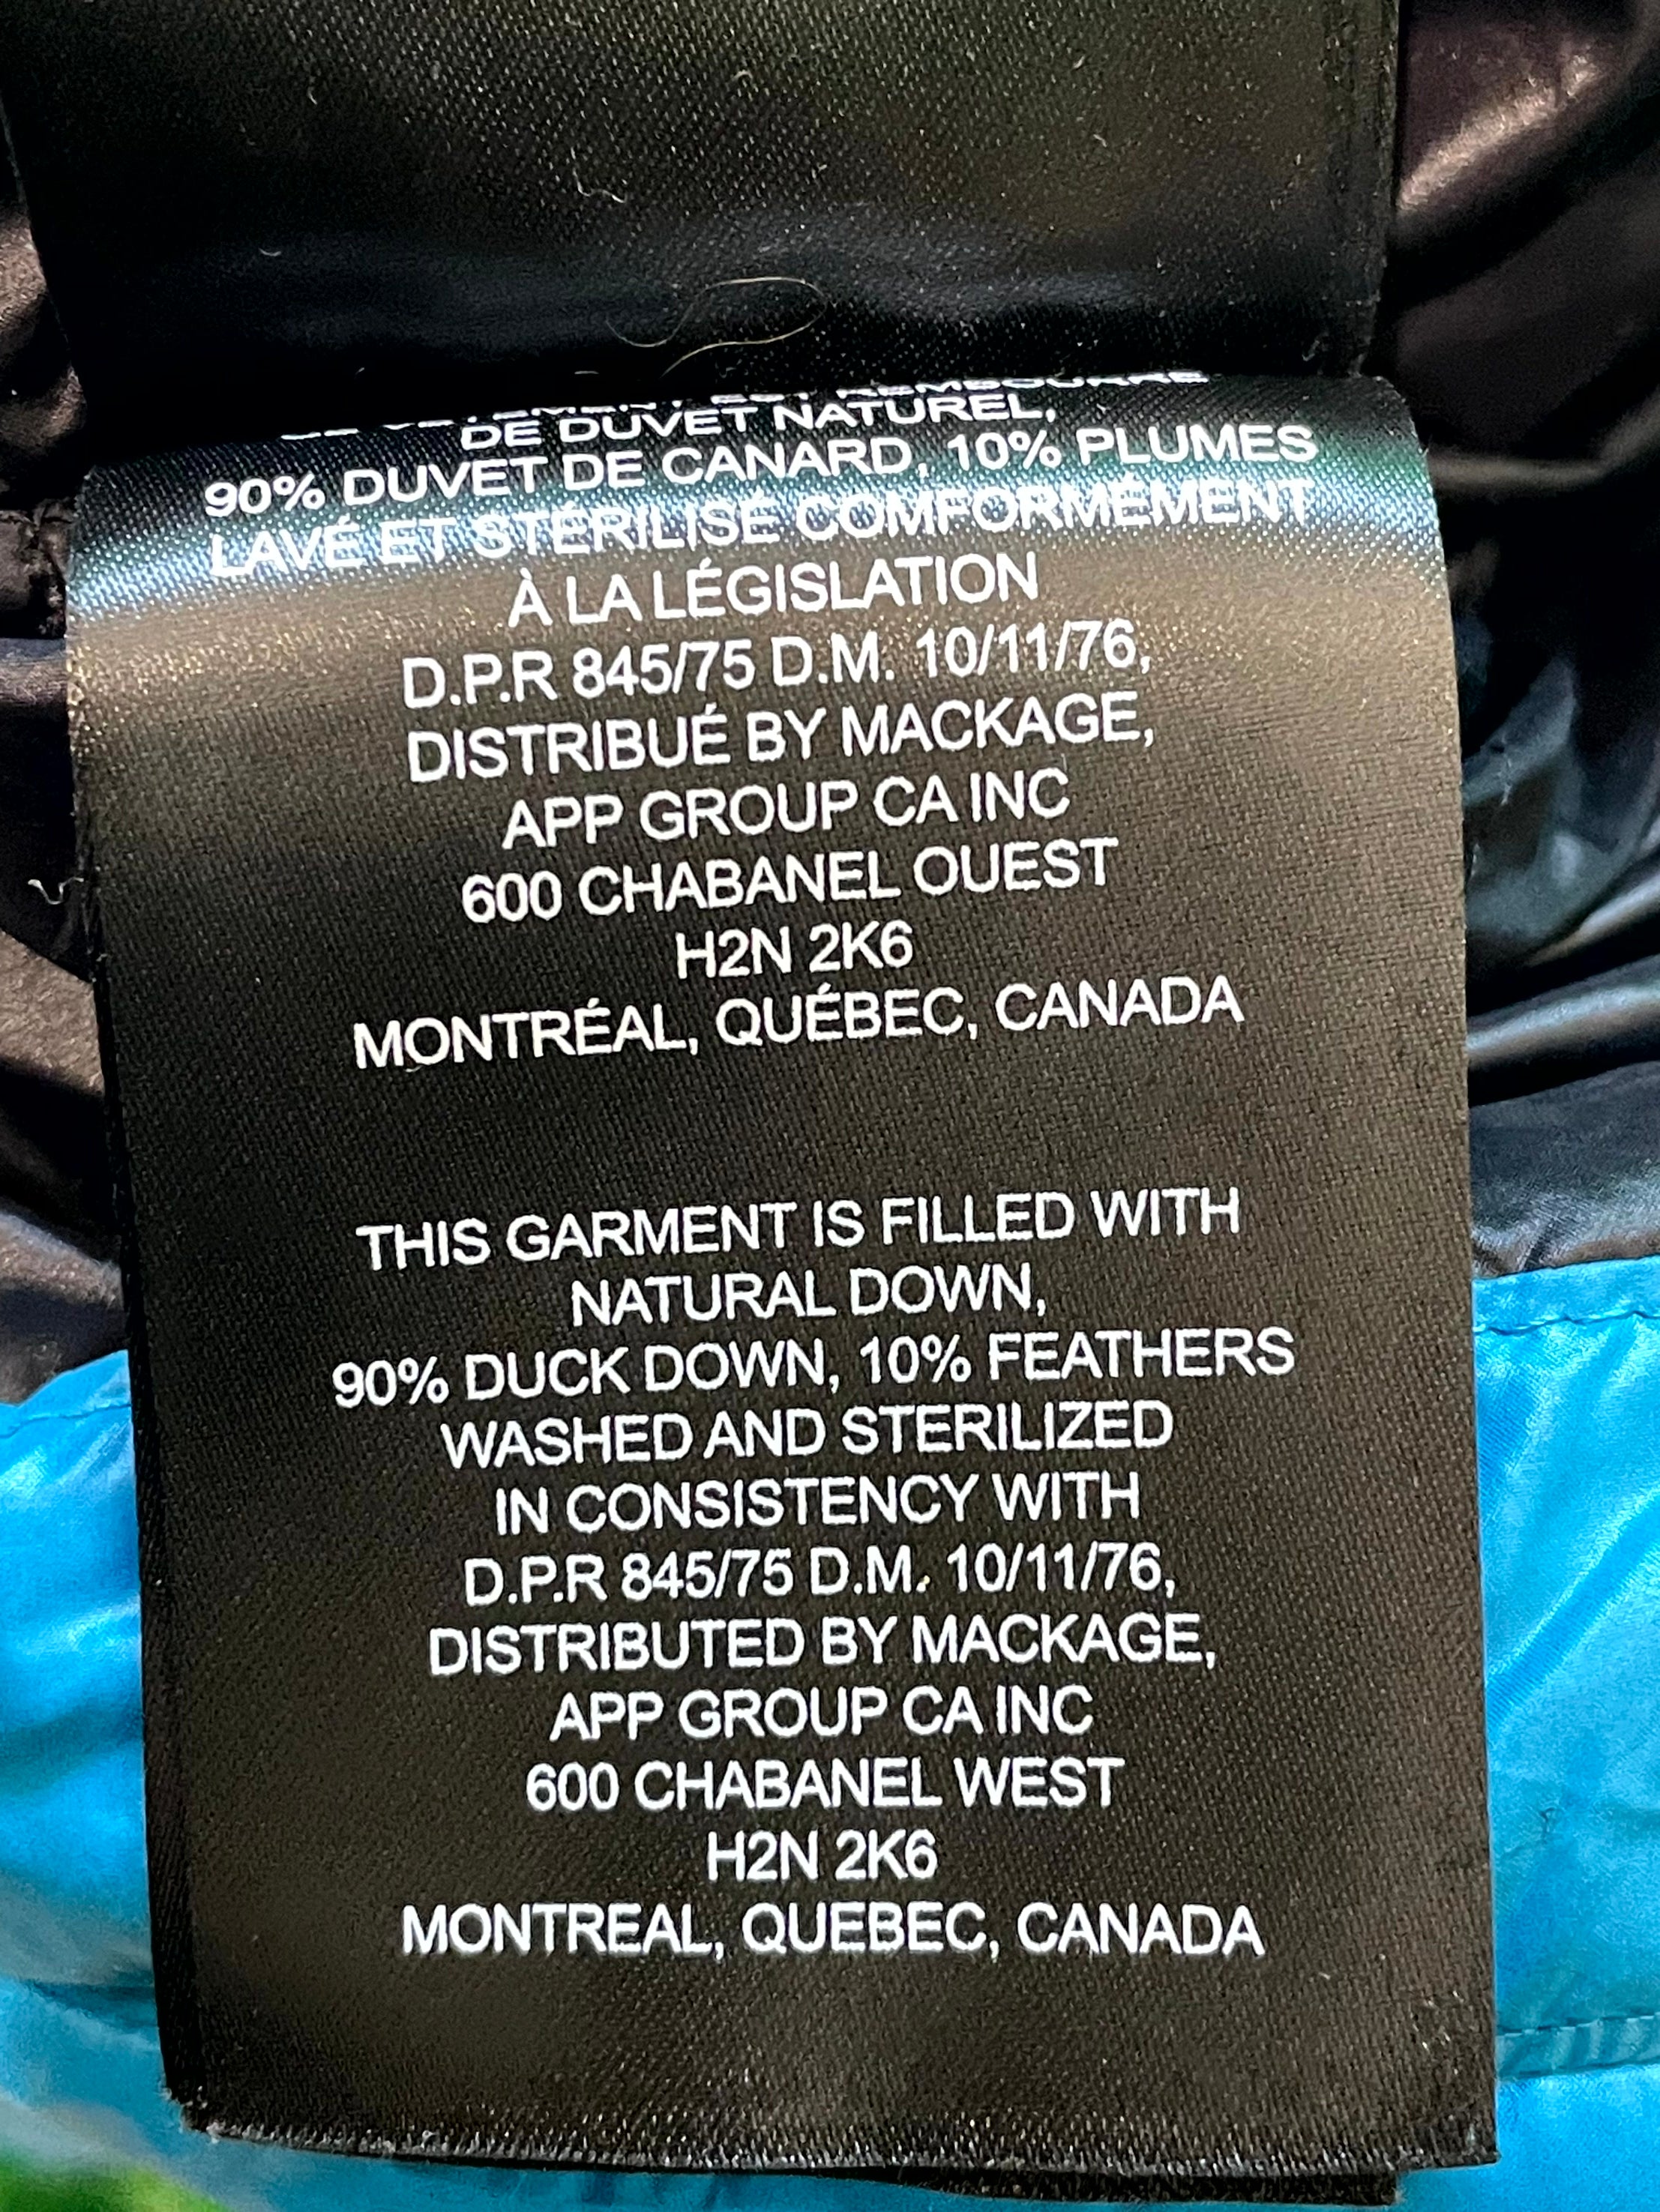 DE DUVET NATUREL,
90% DUVET DE CANARD, 10% PLUMES
LAVÉ ET STÉRILISÉ COMFORMÉMENT
À LA LÉGISLATION
D.P.R 845/75 D.M. 10/11/76,
DISTRIBUÉ BY MACKAGE,
APP GROUP CA INC
600 CHABANEL OUEST
H2N 2K6
MONTRÉAL, QUÉBEC, CANADA
THIS GARMENT IS FILLED WITH
NATURAL DOWN,
90% DUCK DOWN, 10% FEATHERS
WASHED AND STERILIZED
IN CONSISTENCY WITH
D.P.R 845/75 D.M. 10/11/76,
DISTRIBUTED BY MACKAGE,
APP GROUP CA INC
600 CHABANEL WEST
H2N 2K6
MONTREAL, QUEBEC, CANADA